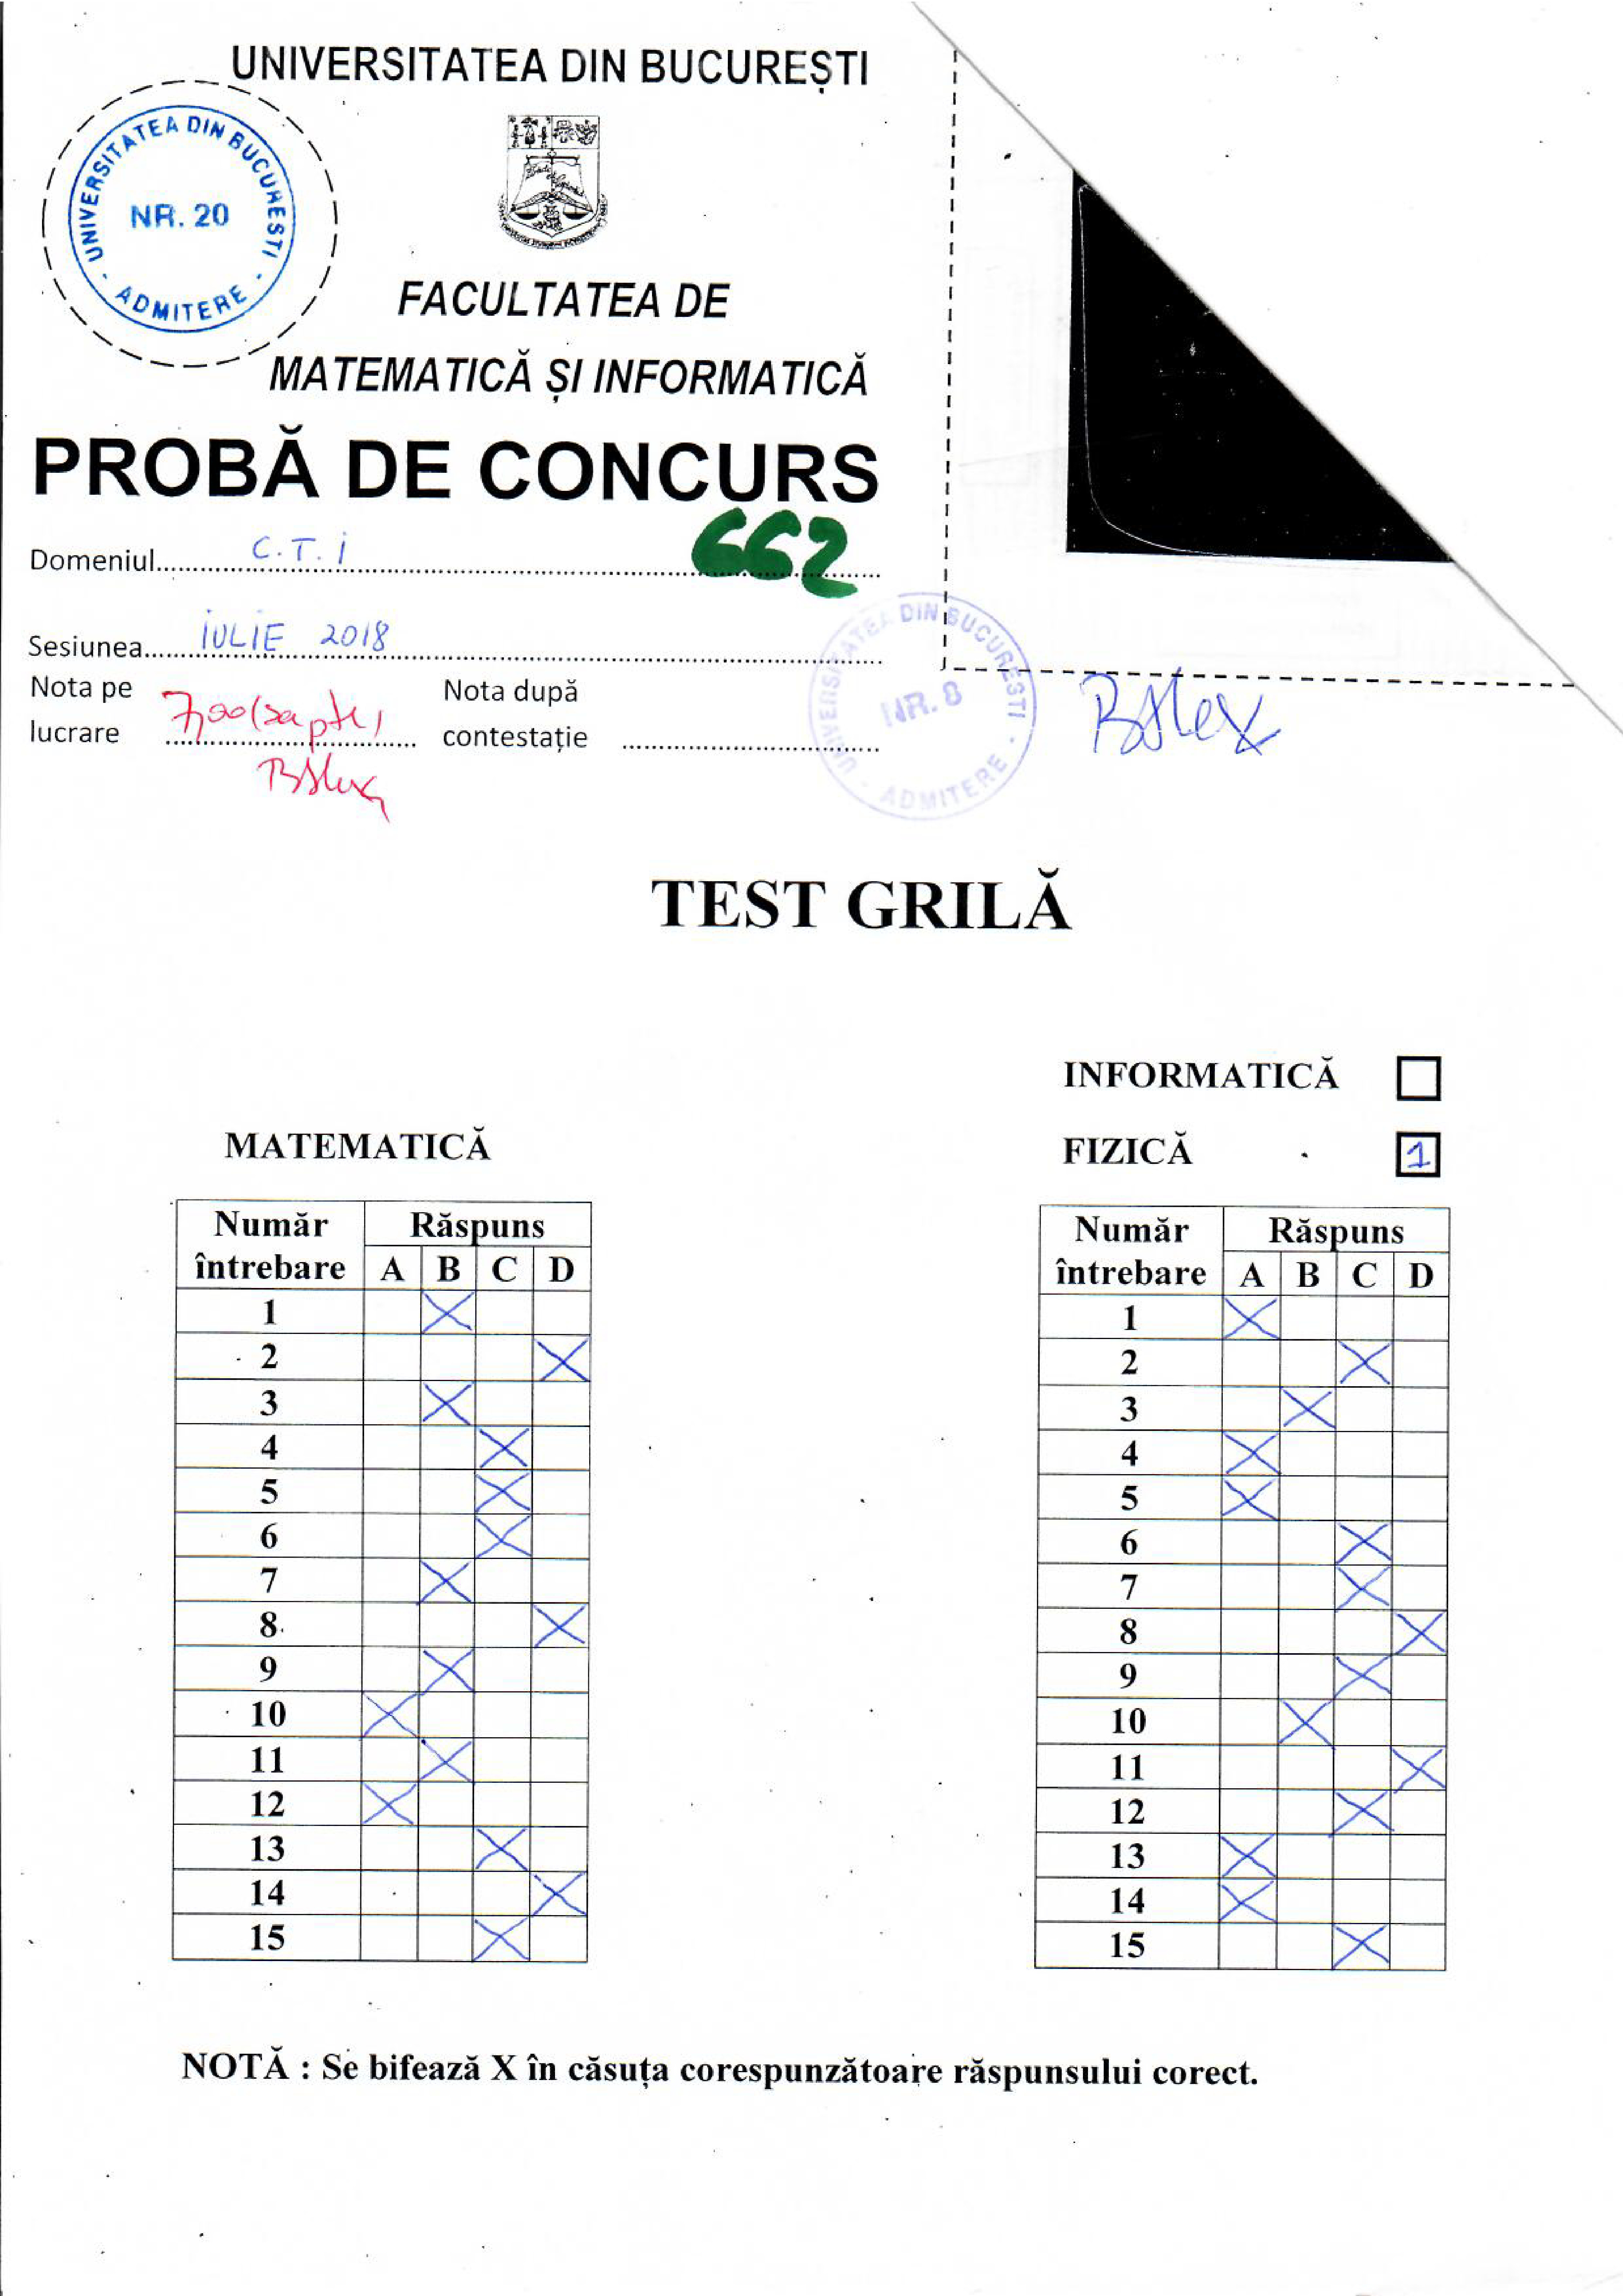 UNIVERSITATEA DIN BUCUREȘTI
UNIVERSITATEA DIN BUCUREȘTI
NR. 20
- ADMITERE -
FACULTATEA DE
MATEMATICĂ ȘI INFORMATICĂ
PROBĂ DE CONCURS
662
Domeniul C.T.I
Sesiunea IULIE 2018
Nota pe lucrare 7,00 (șapte)
Nota după contestație
UNIVERSITATEA DIN BUCURESTI
NR. 8
- ADMITERE -
TEST GRILĂ
INFORMATICĂ
MATEMATICĂ
FIZICĂ 1
Număr întrebare Răspuns
A B C D
1 X
2 X
3 X
4 X
5 X
6 X
7 X
8 X
9 X
10 X
11 X
12 X
13 X
14 X
15 X
Număr întrebare Răspuns
A B C D
1 X
2 X
3 X
4 X
5 X
6 X
7 X
8 X
9 X
10 X
11 X
12 X
13 X
14 X
15 X
NOTĂ : Se bifează X în căsuța corespunzătoare răspunsului corect.